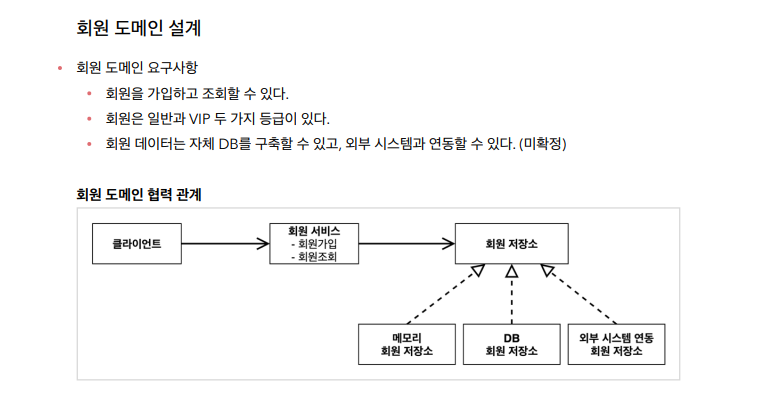 회원 도메인 설계
• 회원 도메인 요구사항
• 회원을 가입하고 조회할 수 있다.
• 회원은 일반과 VIP 두 가지 등급이 있다.
• 회원 데이터는 자체 DB를 구축할 수 있고, 외부 시스템과 연동할 수 있다. (미확정)
회원 도메인 협력 관계
클라이언트
회원 서비스
- 회원가입
- 회원조회
회원 저장소
메모리
회원 저장소
DB
회원 저장소
외부 시스템 연동
회원 저장소